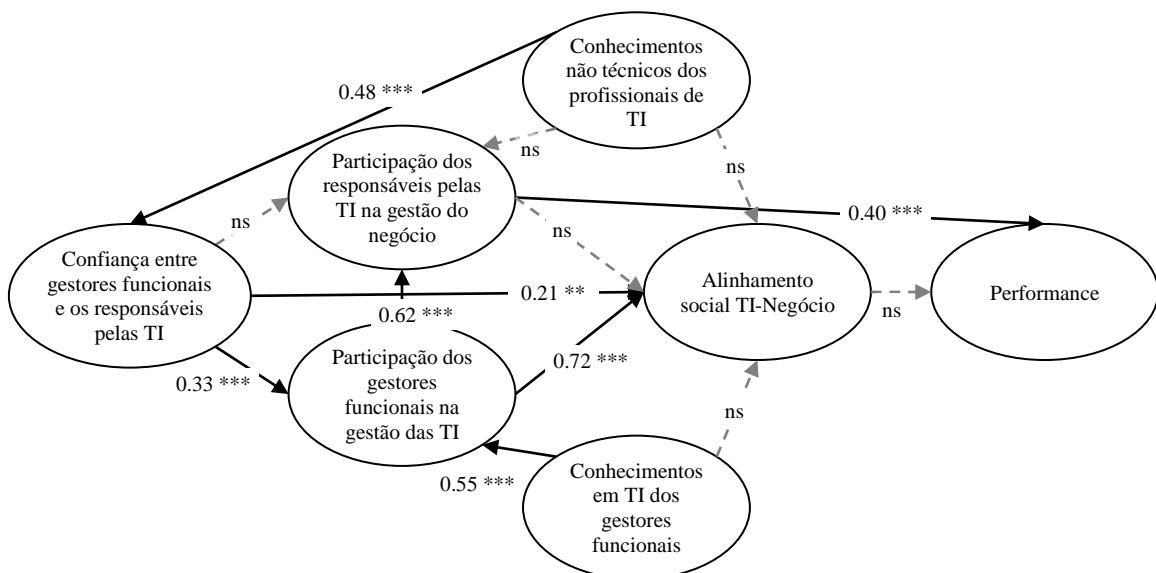 Conhecimentos
não técnicos dos
profissionais de
TI
0.48 ***
ns
ns
Participação dos
responsáveis pelas
TI na gestão do
negócio
ns
ns
0.40 ***
Confiança entre
gestores funcionais
e os responsáveis
pelas TI
0.21 **
Alinhamento
social TI-Negócio
ns
Performance
0.62 ***
Participação dos
gestores
funcionais na
gestão das TI
0.33 ***
0.72 ***
ns
0.55 ***
Conhecimentos
em TI dos
gestores
funcionais